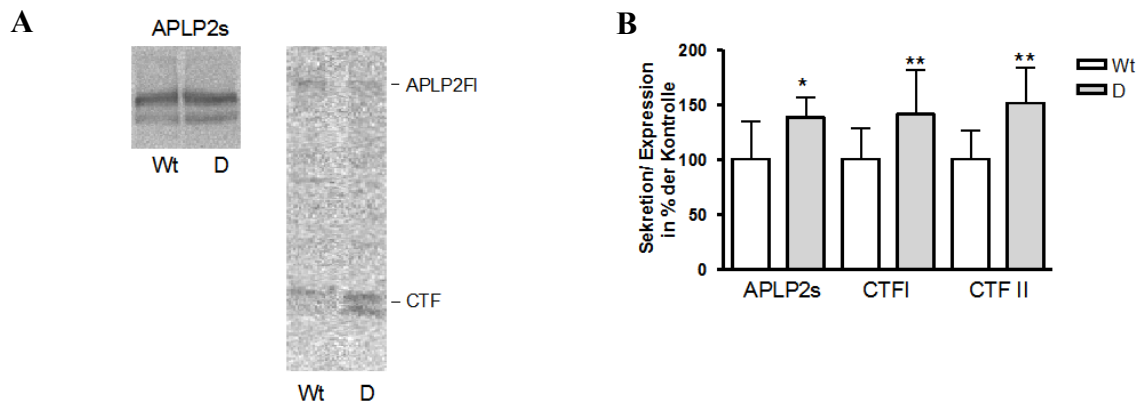 A
APLP2s
Wt D
APLP2Fl
CTF
Wt D
B
Sekretion/ Expression
in % der Kontrolle
200
150
100
50
0
*
**
**
APLP2s CTFI CTF II
Wt
D